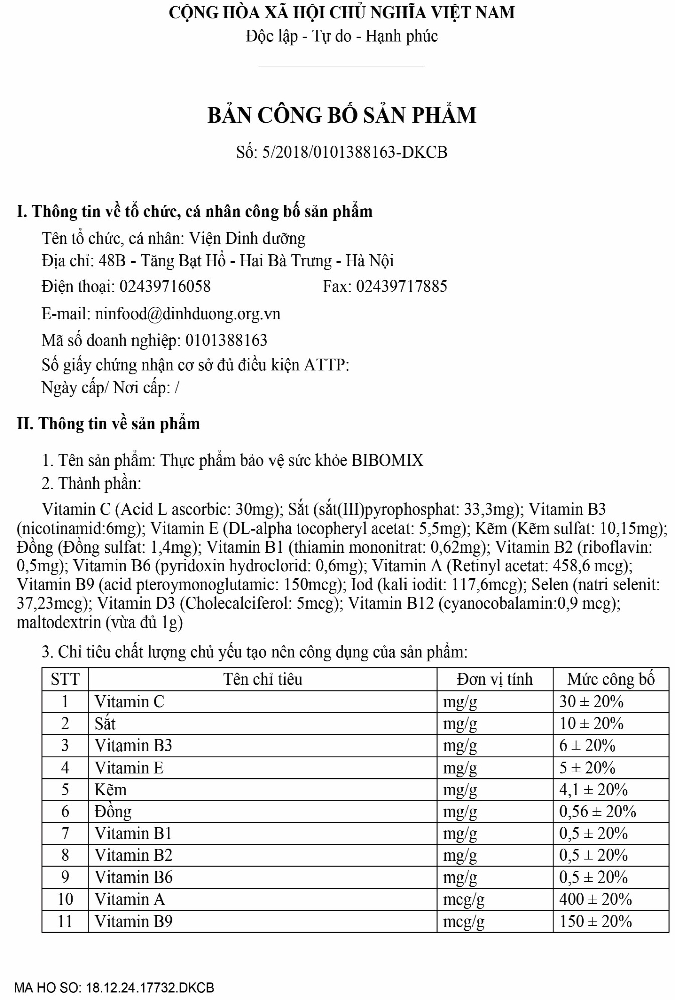 CỘNG HÒA XÃ HỘI CHỦ NGHĨA VIỆT NAM
Độc lập - Tự do - Hạnh phúc
BẢN CÔNG BỐ SẢN PHẨM
Số: 5/2018/0101388163-DKCB
I. Thông tin về tổ chức, cá nhân công bố sản phẩm
Tên tổ chức, cá nhân: Viện Dinh dưỡng
Địa chỉ: 48B - Tăng Bạt Hổ - Hai Bà Trưng - Hà Nội
Điện thoại: 02439716058 Fax: 02439717885
E-mail: ninfood@dinhduong.org.vn
Mã số doanh nghiệp: 0101388163
Số giấy chứng nhận cơ sở đủ điều kiện ATTP:
Ngày cấp/ Nơi cấp: /
II. Thông tin về sản phẩm
1. Tên sản phẩm: Thực phẩm bảo vệ sức khỏe BIBOMIX
2. Thành phần:
Vitamin C (Acid L ascorbic: 30mg); Sắt (sắt(III)pyrophosphat: 33,3mg); Vitamin B3
(nicotinamid:6mg); Vitamin E (DL-alpha tocopheryl acetat: 5,5mg); Kẽm (Kẽm sulfat: 10,15mg);
Đồng (Đồng sulfat: 1,4mg); Vitamin B1 (thiamin mononitrat: 0,62mg); Vitamin B2 (riboflavin:
0,5mg); Vitamin B6 (pyridoxin hydroclorid: 0,6mg); Vitamin A (Retinyl acetat: 458,6 mcg);
Vitamin B9 (acid pteroymonoglutamic: 150mcg); Iod (kali iodit: 117,6mcg); Selen (natri selenit:
37,23mcg); Vitamin D3 (Cholecalciferol: 5mcg); Vitamin B12 (cyanocobalamin:0,9 mcg);
maltodextrin (vừa đủ 1g)
3. Chỉ tiêu chất lượng chủ yếu tạo nên công dụng của sản phẩm:
STT Tên chỉ tiêu Đơn vị tính Mức công bố
1 Vitamin C mg/g 30 ± 20%
2 Sắt mg/g 10 ± 20%
3 Vitamin B3 mg/g 6 ± 20%
4 Vitamin E mg/g 5 ± 20%
5 Kẽm mg/g 4,1 ± 20%
6 Đồng mg/g 0,56 ± 20%
7 Vitamin B1 mg/g 0,5 ± 20%
8 Vitamin B2 mg/g 0,5 ± 20%
9 Vitamin B6 mg/g 0,5 ± 20%
10 Vitamin A mcg/g 400 ± 20%
11 Vitamin B9 mcg/g 150 ± 20%
MA HO SO: 18.12.24.17732.DKCB